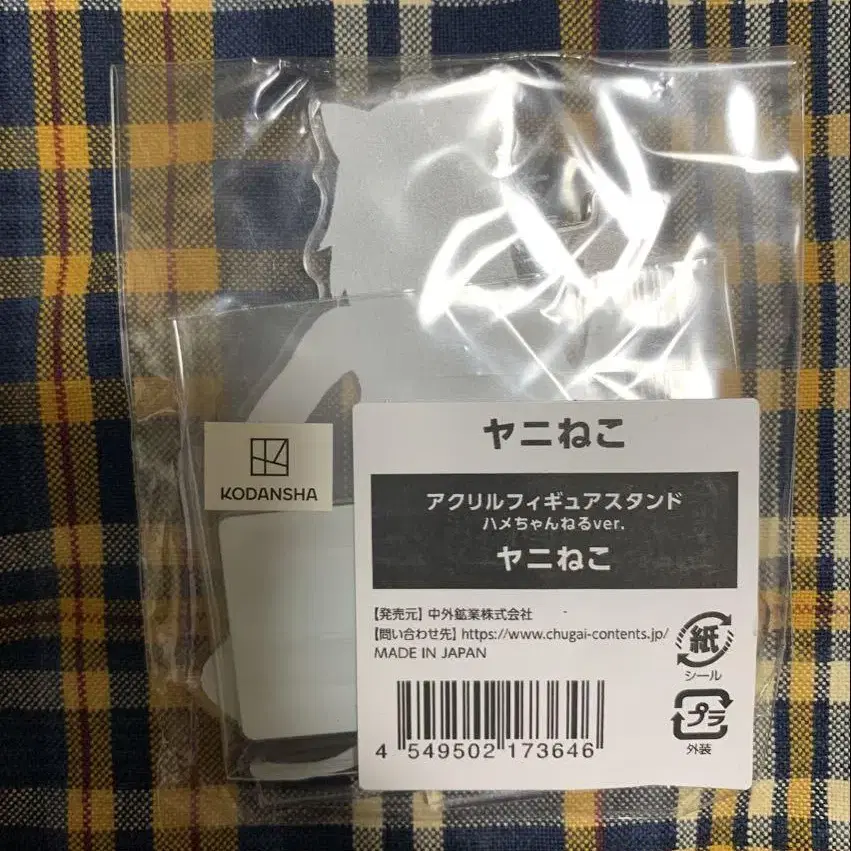 ヤニねこ
アクリルフィギュアスタンド
ハメちゃんねるver.
ヤニねこ
KODANSHA
【発売元】中外鉱業株式会社
【問い合わせ先】https://www.chugai-contents.jp/
MADE IN JAPAN
紙
シール
プラ
外装
4 549502 173646